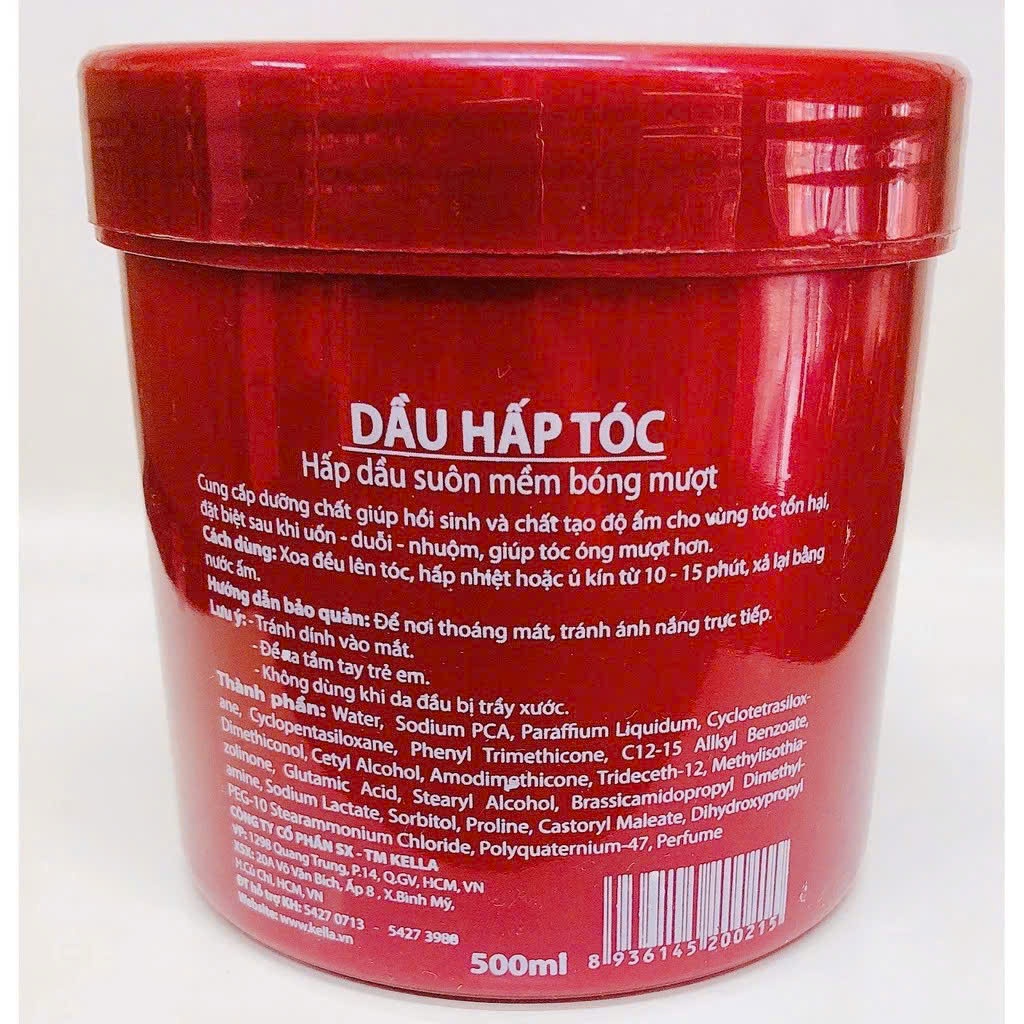 DẦU HẤP TÓC
Hấp dầu suôn mềm bóng mượt
Cung cấp dưỡng chất giúp hồi sinh và chất tạo độ ẩm cho vùng tóc tổn hại,
đặt biệt sau khi uốn - duỗi - nhuộm, giúp tóc óng mượt hơn.
Cách dùng: Xoa đều lên tóc, hấp nhiệt hoặc ủ kín từ 10 - 15 phút, xả lại bằng
nước ấm.
Hướng dẫn bảo quản: Để nơi thoáng mát, tránh ánh nắng trực tiếp.
Lưu ý: - Tránh dính vào mắt.
- Để xa tầm tay trẻ em.
- Không dùng khi da đầu bị trầy xước.
Thành phần: Water, Sodium PCA, Paraffium Liquidum, Cyclotetrasilox-
ane, Cyclopentasiloxane, Phenyl Trimethicone, C12-15 Allkyl Benzoate,
Dimethiconol, Cetyl Alcohol, Amodimethicone, Trideceth-12, Methylisothia-
zolinone, Glutamic Acid, Stearyl Alcohol, Brassicamidopropyl Dimethyl-
amine, Sodium Lactate, Sorbitol, Proline, Castoryl Maleate, Dihydroxypropyl
PEG-10 Stearammonium Chloride, Polyquaternium-47, Perfume
CÔNG TY CỔ PHẦN SX - TM KELLA
VP: 129B Quang Trung, P.14, Q.GV, HCM, VN
XSX: 20A Võ Văn Bích, Ấp 8 , X.Bình Mỹ,
H.Củ Chi, HCM, VN
ĐT hỗ trợ KH: 5427 0713 - 5427 3988
Website: www.kella.vn
500ml
8 936145 200215